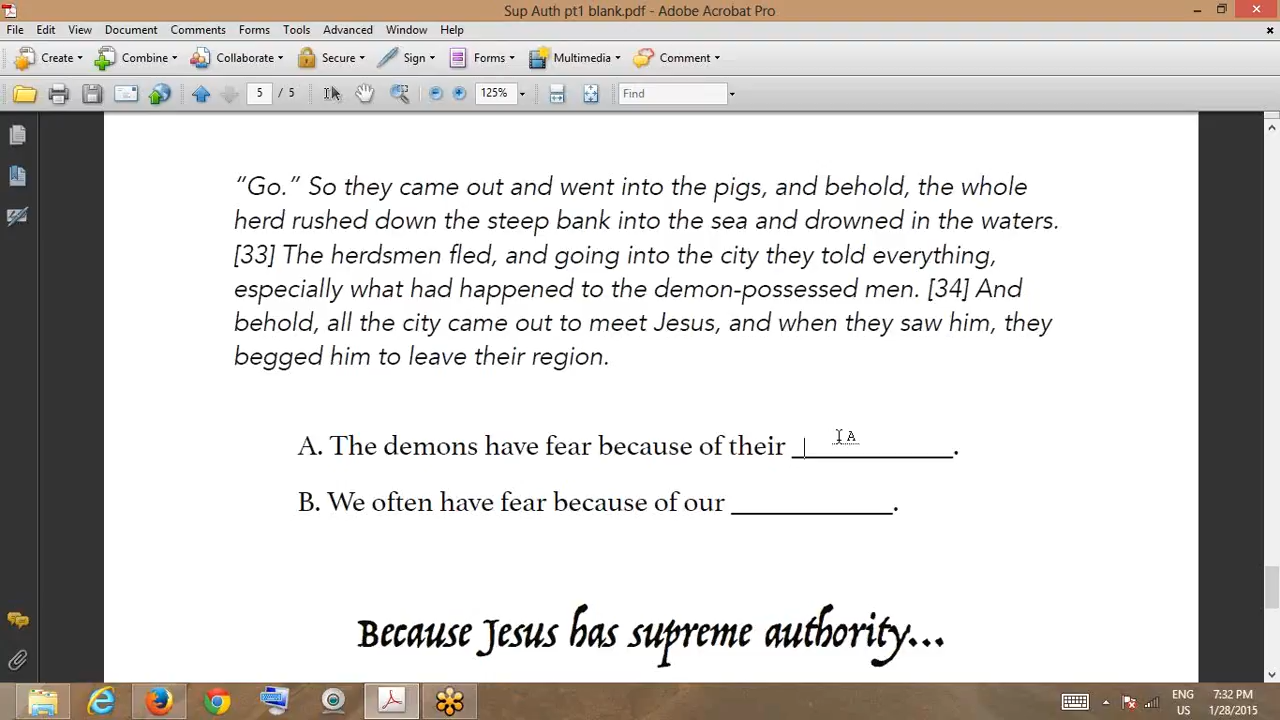 Sup Auth pt1 blank.pdf - Adobe Acrobat Pro
File Edit View Document Comments Forms Tools Advanced Window Help
Create Combine Collaborate Secure Sign Forms Multimedia Comment
5 / 5 125% Find
“Go.” So they came out and went into the pigs, and behold, the whole
herd rushed down the steep bank into the sea and drowned in the waters.
[33] The herdsmen fled, and going into the city they told everything,
especially what had happened to the demon-possessed men. [34] And
behold, all the city came out to meet Jesus, and when they saw him, they
begged him to leave their region.
A. The demons have fear because of their ____________.
B. We often have fear because of our ____________.
Because Jesus has supreme authority...
ENG 7:32 PM
US 1/28/2015